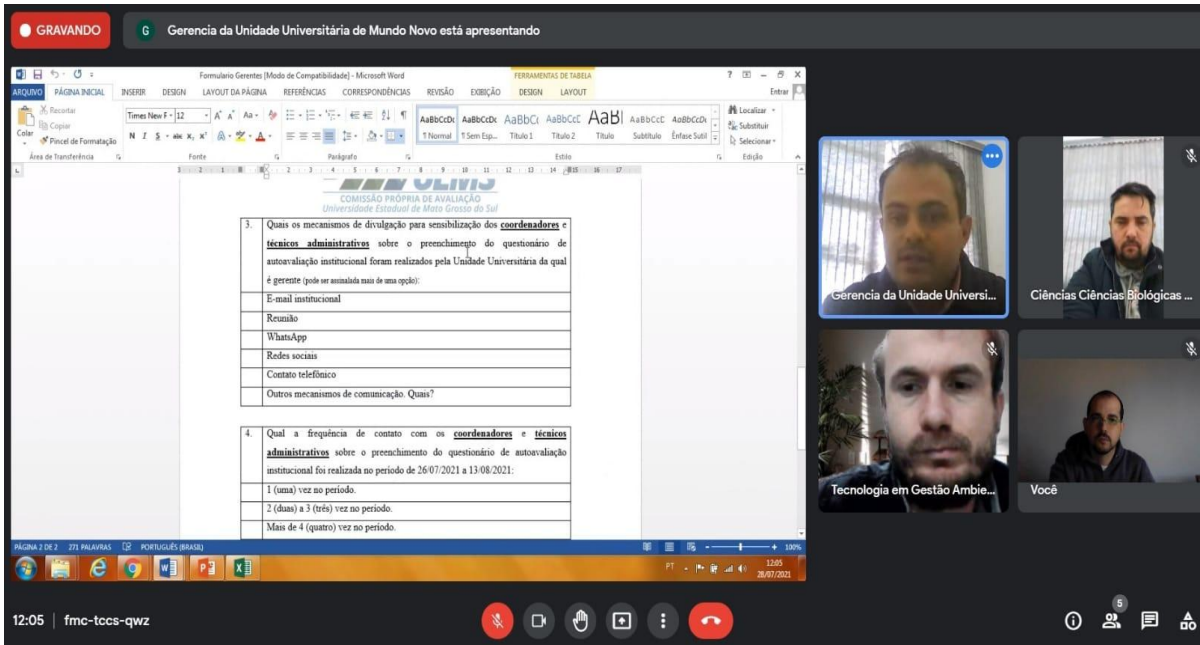 GRAVANDO
G Gerencia da Unidade Universitária de Mundo Novo está apresentando
Formulario Gerentes [Modo de Compatibilidade] - Microsoft Word
FERRAMENTAS DE TABELA
ARQUIVO PÁGINA INICIAL INSERIR DESIGN LAYOUT DA PÁGINA REFERÊNCIAS CORRESPONDÊNCIAS REVISÃO EXIBIÇÃO DESIGN LAYOUT Entrar
Recortar
Copiar
Pincel de Formatação
Colar
Times New F 12
AaBbCcDc AaBbCcDc AaBbCc AaBbCcC AaBl AaBbCcC AaBbCcDc
¶ Normal ¶ Sem Esp... Título 1 Título 2 Título Subtítulo Ênfase Sutil
Localizar
Substituir
Selecionar
Área de Transferência Fonte Parágrafo Estilo Edição
UEMS
COMISSÃO PRÓPRIA DE AVALIAÇÃO
Universidade Estadual de Mato Grosso do Sul
3. Quais os mecanismos de divulgação para sensibilização dos coordenadores e
técnicos administrativos sobre o preenchimento do questionário de
autoavaliação institucional foram realizados pela Unidade Universitária da qual
é gerente (pode ser assinalada mais de uma opção):
E-mail institucional
Reunião
WhatsApp
Redes sociais
Contato telefônico
Outros mecanismos de comunicação. Quais?
4. Qual a frequência de contato com os coordenadores e técnicos
administrativos sobre o preenchimento do questionário de autoavaliação
institucional foi realizada no período de 26/07/2021 a 13/08/2021:
1 (uma) vez no período.
2 (duas) a 3 (três) vez no período.
Mais de 4 (quatro) vez no período.
PÁGINA 2 DE 2 271 PALAVRAS PORTUGUÊS (BRASIL) 100%
PT 12:05
28/07/2021
Gerencia da Unidade Universi...
Ciências Ciências Biológicas ...
Tecnologia em Gestão Ambie...
Você
12:05 | fmc-tccs-qwz
5